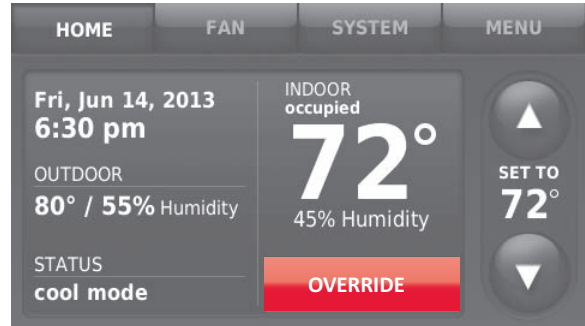 HOME FAN SYSTEM MENU
Fri, Jun 14, 2013
6:30 pm
OUTDOOR
80° / 55% Humidity
STATUS
cool mode
INDOOR
occupied
72°
45% Humidity
OVERRIDE
SET TO
72°